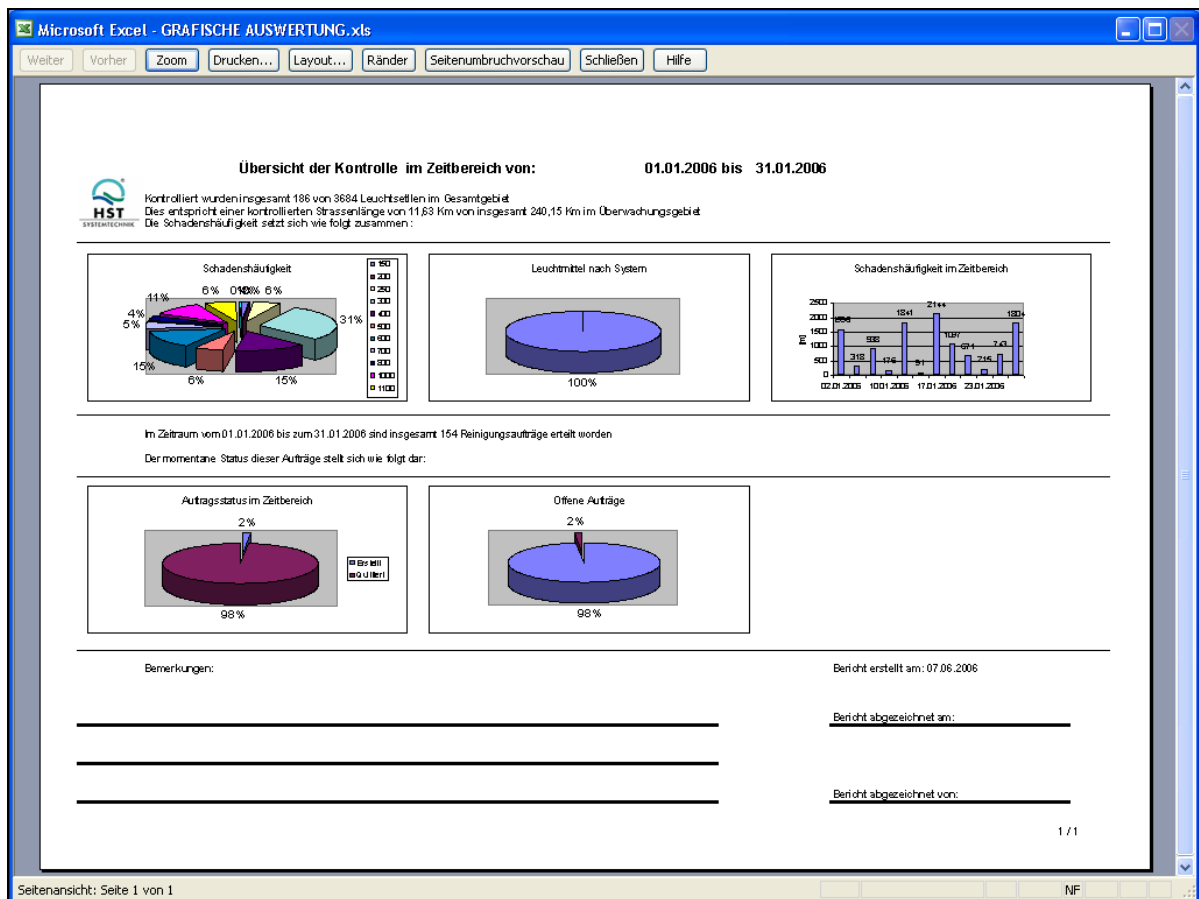 Microsoft Excel - GRAFISCHE AUSWERTUNG.xls
Weiter Vorher Zoom Drucken... Layout... Ränder Seitenumbruchvorschau Schließen Hilfe
Übersicht der Kontrolle im Zeitbereich von: 01.01.2006 bis 31.01.2006
HST
SYSTEMTECHNIK
Kontrolliert wurden insgesamt 186 von 3684 Leuchtsetllen im Gesamtgebiet
Dies entspricht einer kontrollierten Strassenlänge von 11,63 Km von insgesamt 240,15 Km im Überwachungsgebiet
Die Schadenshäufigkeit setzt sich wie folgt zusammen :
Schadenshäufigkeit
6% 6%
11%
4%
5%
31%
15%
6%
15%
150
200
250
300
400
500
600
700
800
1000
1100
Leuchtmittel nach System
100%
Schadenshäufigkeit im Zeitbereich
[m]
2500
2000
1500
1000
500
0
318 938 176 1841 91 2144 1097 671 215 743 1804
02.01.2006 10.01.2006 17.01.2006 23.01.2006
Im Zeitraum vom 01.01.2006 bis zum 31.01.2006 sind insgesamt 154 Reinigungsaufträge erteilt worden
Der momentane Status dieser Aufträge stellt sich wie folgt dar:
Auftragsstatus im Zeitbereich
2%
98%
Erstellt
Quittiert
Offene Aufträge
2%
98%
Bemerkungen:
Bericht erstellt am: 07.06.2006
Bericht abgezeichnet am:
Bericht abgezeichnet von:
1 / 1
Seitenansicht: Seite 1 von 1
NF